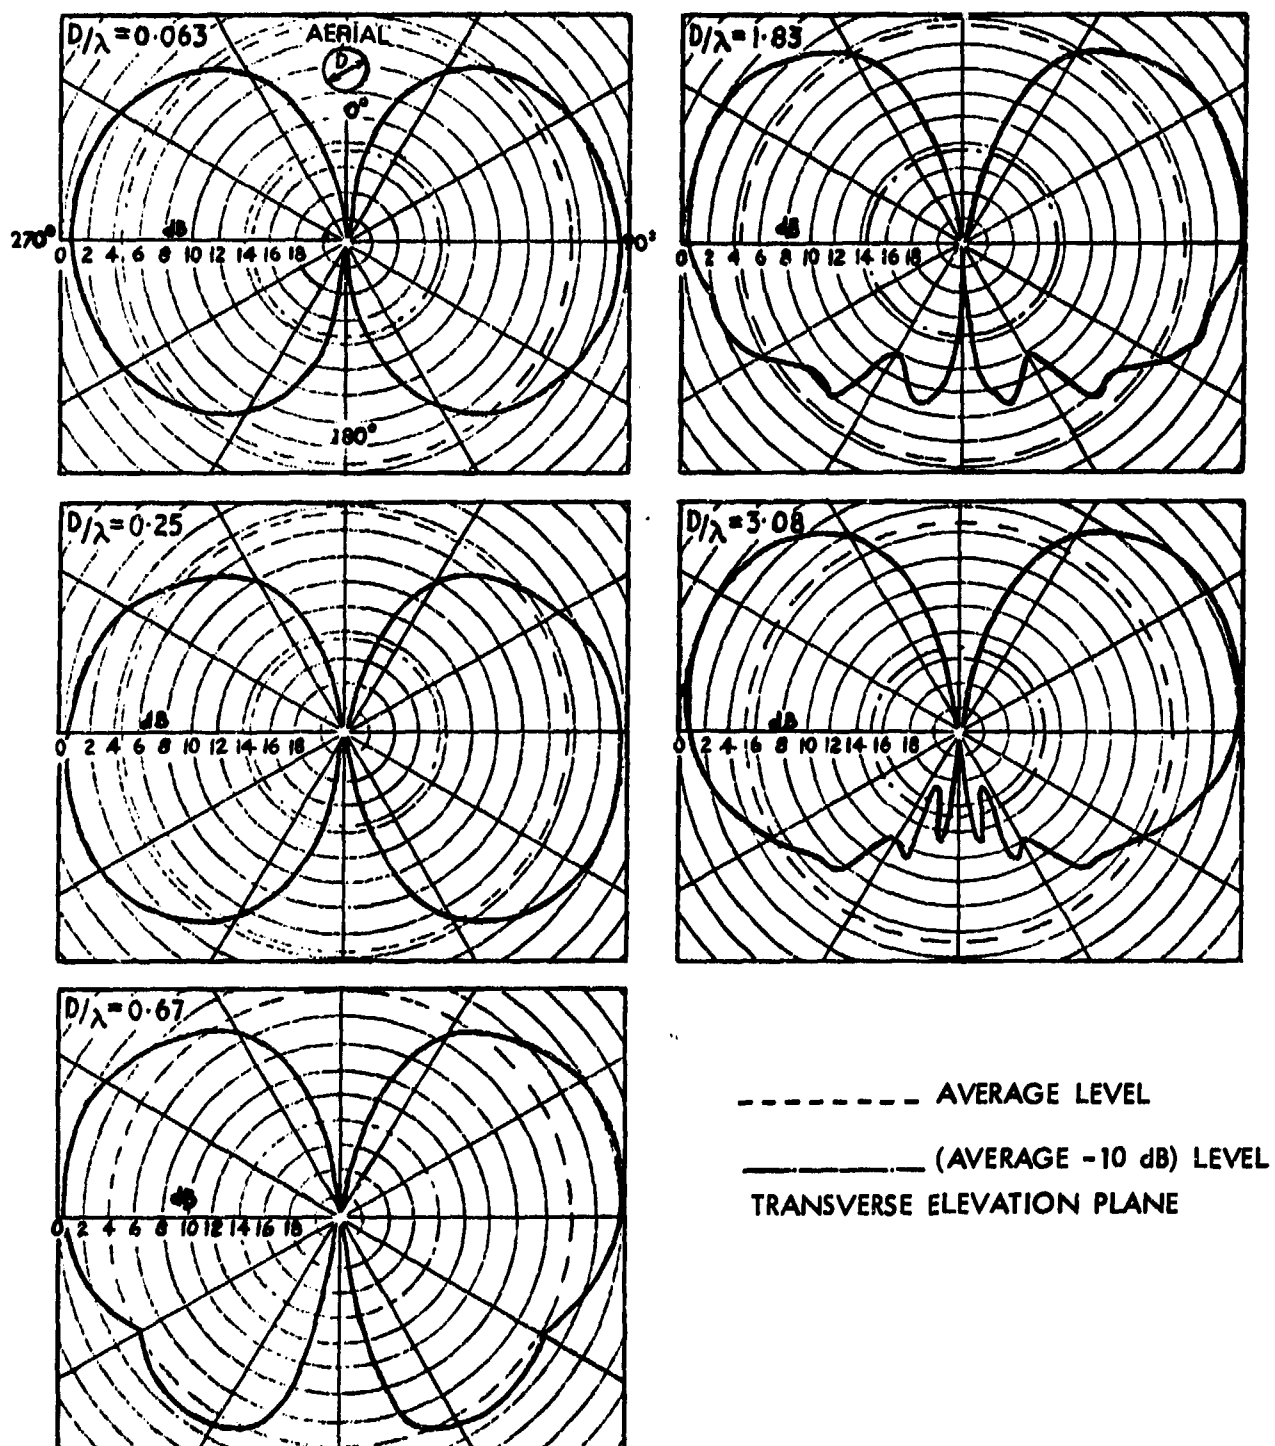 D/λ=0·063
AERIAL
D
0°
dB
270°
90°
0 2 4 6 8 10 12 14 16 18
180°
D/λ=1·83
dB
0 2 4 6 8 10 12 14 16 18
D/λ=0·25
dB
0 2 4 6 8 10 12 14 16 18
D/λ=3·08
dB
0 2 4 6 8 10 12 14 16 18
D/λ=0·67
dB
0 2 4 6 8 10 12 14 16 18
AVERAGE LEVEL
(AVERAGE -10 dB) LEVEL
TRANSVERSE ELEVATION PLANE